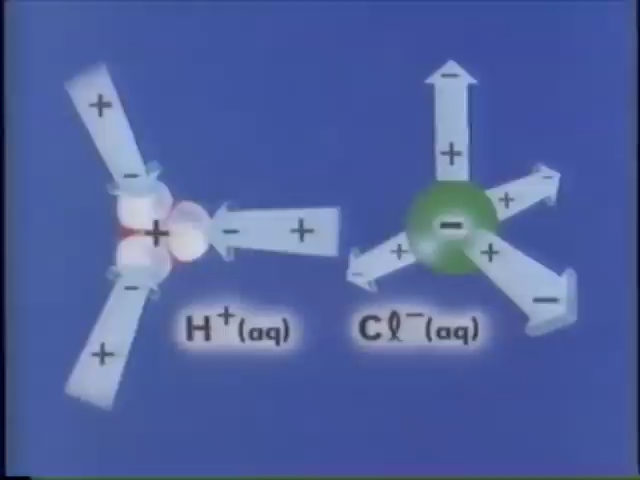 + − + −
− + +
− + + −
− + +
− + −
− −
+
H⁺(aq) Cℓ⁻(aq)